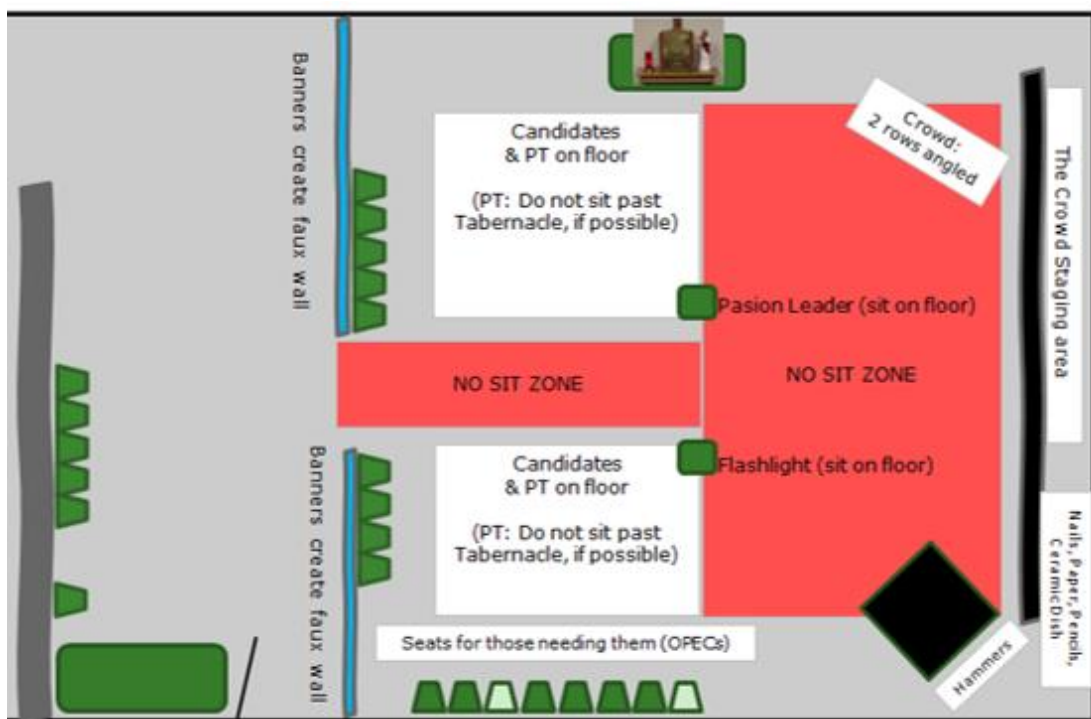 Banners create faux wall
Candidates
& PT on floor
(PT: Do not sit past
Tabernacle, if possible)
Crowd:
2 rows angled
The Crowd Staging area
Pasion Leader (sit on floor)
NO SIT ZONE
NO SIT ZONE
Banners create faux wall
Candidates
& PT on floor
(PT: Do not sit past
Tabernacle, if possible)
Flashlight (sit on floor)
Nails, Paper, Pencils,
Ceramic Dish
Hammers
Seats for those needing them (OPECs)